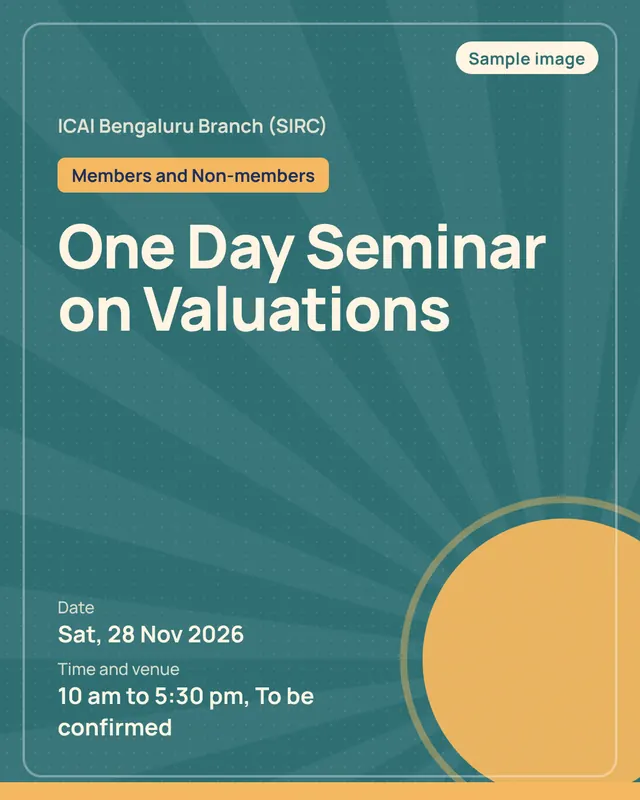 Sample image
ICAI Bengaluru Branch (SIRC)
Members and Non-members
One Day Seminar
on Valuations
Date
Sat, 28 Nov 2026
Time and venue
10 am to 5:30 pm, To be
confirmed